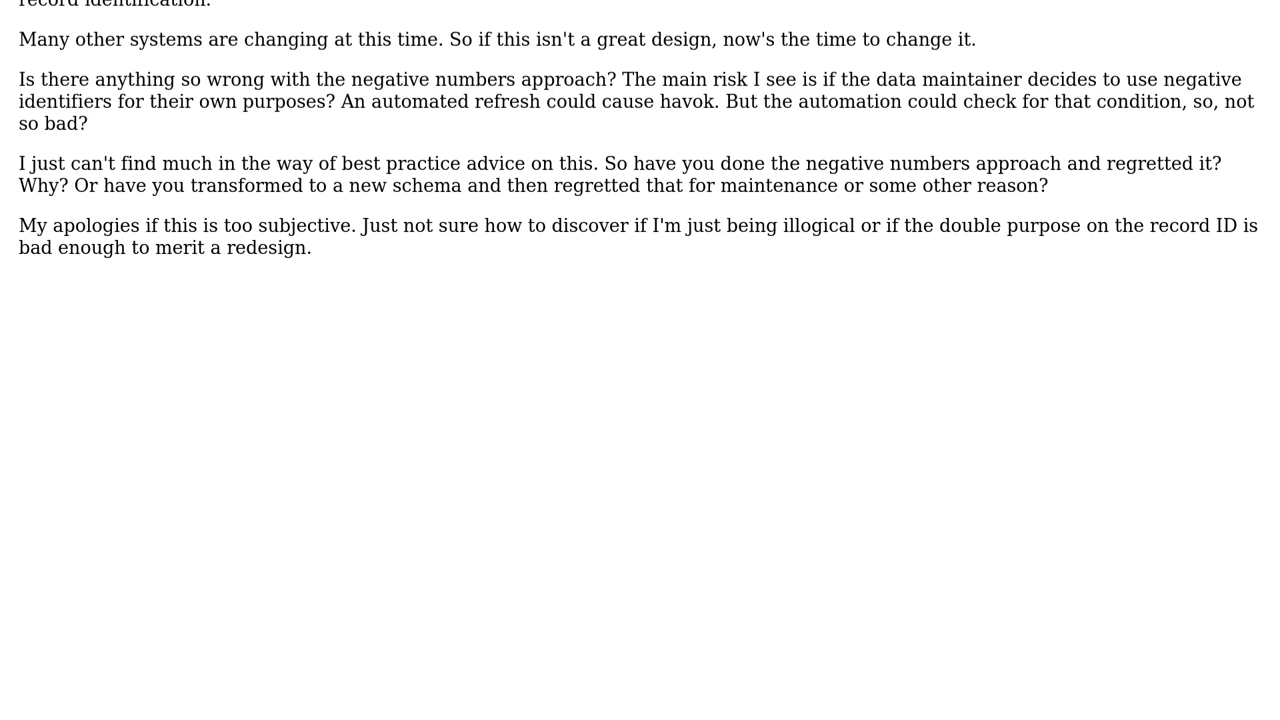 record identification.
Many other systems are changing at this time. So if this isn't a great design, now's the time to change it.
Is there anything so wrong with the negative numbers approach? The main risk I see is if the data maintainer decides to use negative
identifiers for their own purposes? An automated refresh could cause havok. But the automation could check for that condition, so, not
so bad?
I just can't find much in the way of best practice advice on this. So have you done the negative numbers approach and regretted it?
Why? Or have you transformed to a new schema and then regretted that for maintenance or some other reason?
My apologies if this is too subjective. Just not sure how to discover if I'm just being illogical or if the double purpose on the record ID is
bad enough to merit a redesign.